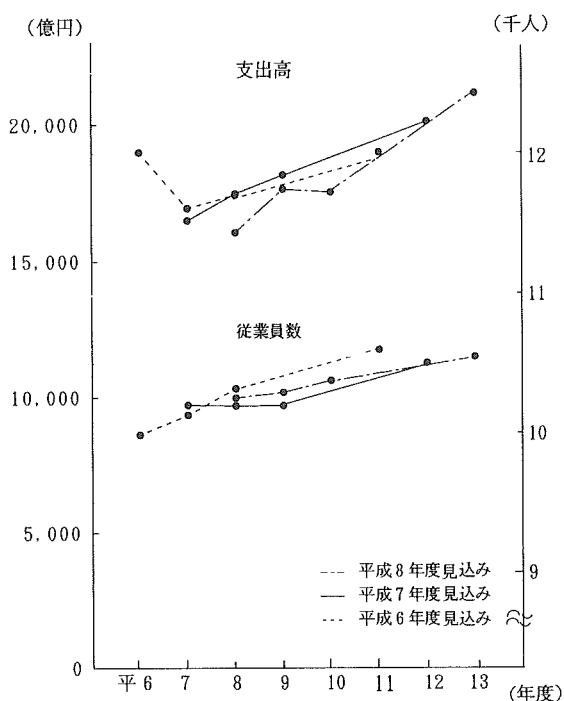 (億円)
(千人)
支出高
20,000
12
15,000
11
従業員数
10,000
10
5,000
9
平成8年度見込み
平成7年度見込み
平成6年度見込み
0
平6 7 8 9 10 11 12 13 (年度)